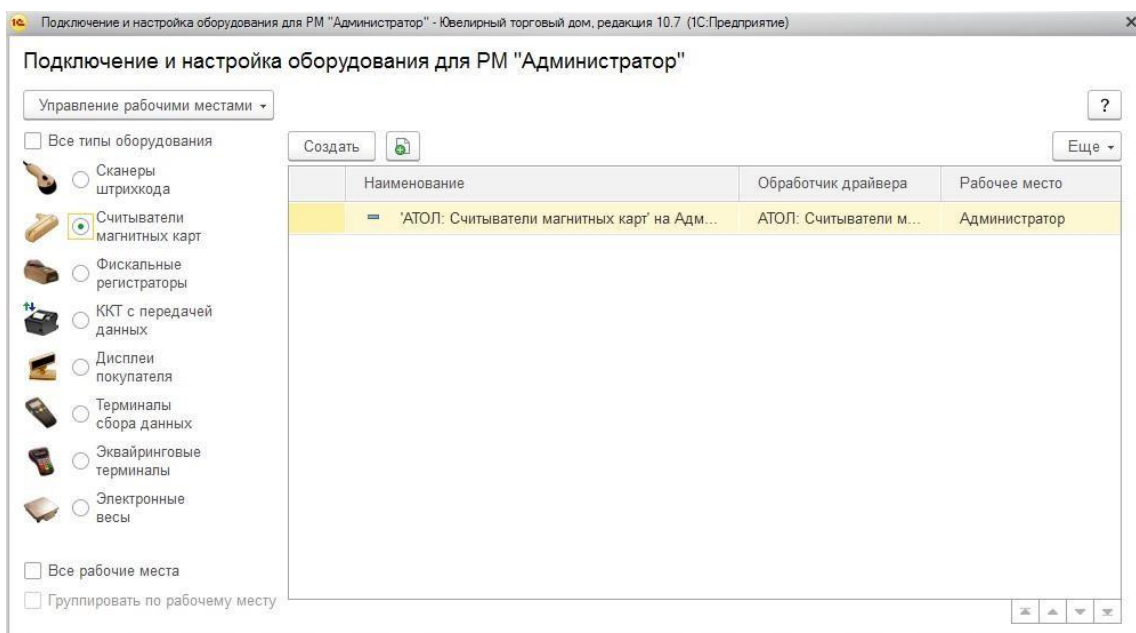 Подключение и настройка оборудования для РМ "Администратор" - Ювелирный торговый дом, редакция 10.7 (1С:Предприятие)
Подключение и настройка оборудования для РМ "Администратор"
Управление рабочими местами
?
Все типы оборудования
Создать
Еще
Сканеры
штрихкода
Считыватели
магнитных карт
Фискальные
регистраторы
ККТ с передачей
данных
Дисплеи
покупателя
Терминалы
сбора данных
Эквайринговые
терминалы
Электронные
весы
Все рабочие места
Группировать по рабочему месту
Наименование
Обработчик драйвера
Рабочее место
'АТОЛ: Считыватели магнитных карт' на Адм...
АТОЛ: Считыватели м...
Администратор